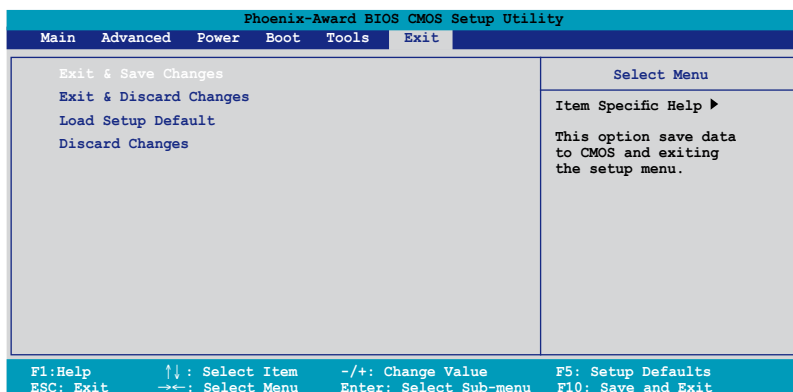 Phoenix-Award BIOS CMOS Setup Utility
Main Advanced Power Boot Tools Exit
Exit & Save Changes
Exit & Discard Changes
Load Setup Default
Discard Changes
Select Menu
Item Specific Help ▶
This option save data
to CMOS and exiting
the setup menu.
F1:Help ↑↓: Select Item -/+: Change Value F5: Setup Defaults
ESC: Exit →←: Select Menu Enter: Select Sub-menu F10: Save and Exit